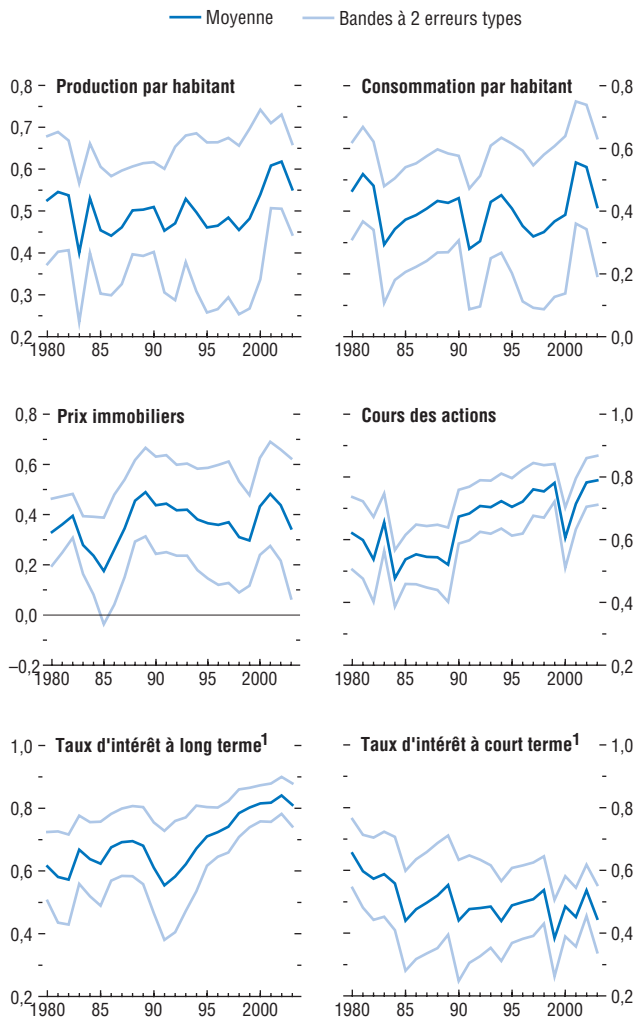 Moyenne Bandes à 2 erreurs types
Production par habitant
0,8
0,7
0,6
0,5
0,4
0,3
0,2
1980 85 90 95 2000
Consommation par habitant
0,8
0,6
0,4
0,2
0,0
1980 85 90 95 2000
Prix immobiliers
0,8
0,6
0,4
0,2
0,0
–0,2
1980 85 90 95 2000
Cours des actions
1,0
0,8
0,6
0,4
0,2
1980 85 90 95 2000
Taux d'intérêt à long terme1
1,0
0,8
0,6
0,4
0,2
1980 85 90 95 2000
Taux d'intérêt à court terme1
1,0
0,8
0,6
0,4
0,2
1980 85 90 95 2000